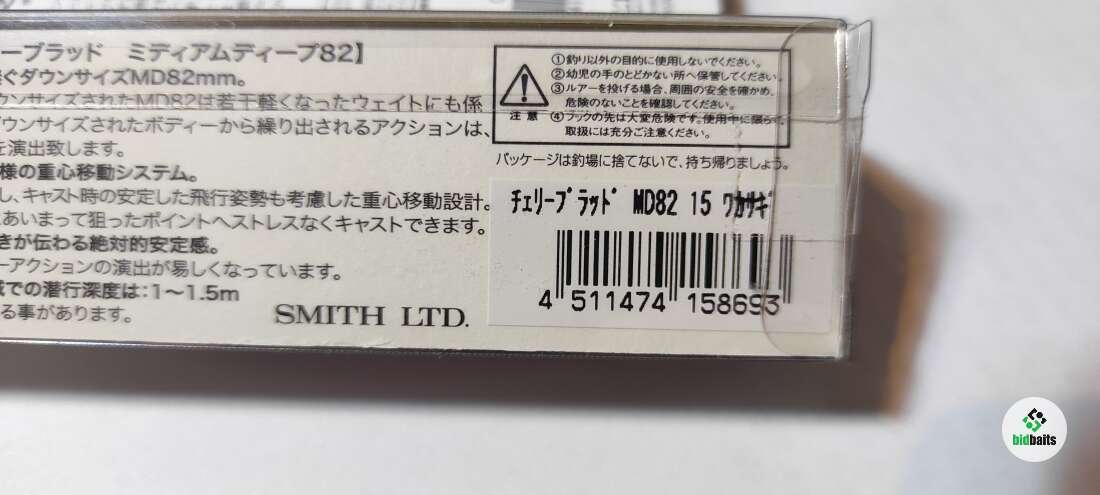 ーブラッド　ミディアムディープ82】
ぐダウンサイズMD82mm。
ウンサイズされたMD82は若干軽くなったウェイトにも係
ウンサイズされたボディーから繰り出されるアクションは、
を演出致します。
様の重心移動システム。
し、キャスト時の安定した飛行姿勢も考慮した重心移動設計。
あいまって狙ったポイントへストレスなくキャストできます。
きが伝わる絶対的安定感。
ーアクションの演出が易しくなっています。
域での潜行深度は:1〜1.5m
る事があります。
SMITH LTD.
注意
①釣り以外の目的に使用しないでください。
②幼児の手のとどかない所へ保管してください。
③ルアーを投げる場合、周囲の安全を確かめ、
危険のないことを確認してください。
④フックの先は大変危険です。使用中に限らず、
取扱には充分ご注意ください。
パッケージは釣場に捨てないで、持ち帰りましょう。
チェリーブラッド MD82 15 ワカサギ
4 511474 158693
bidbaits